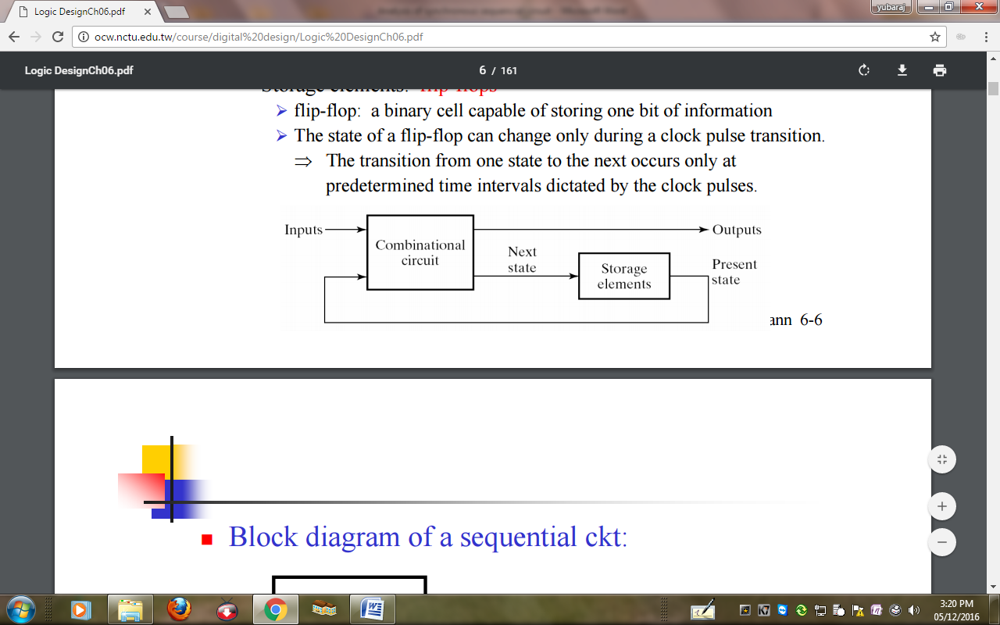 Logic DesignCh06.pdf
yubaraj
ocw.nctu.edu.tw/course/digital%20design/Logic%20DesignCh06.pdf
Logic DesignCh06.pdf
6 / 161
Storage elements: flip-flops
flip-flop: a binary cell capable of storing one bit of information
The state of a flip-flop can change only during a clock pulse transition.
⇒ The transition from one state to the next occurs only at
predetermined time intervals dictated by the clock pulses.
Inputs
Combinational
circuit
Outputs
Next
state
Storage
elements
Present
state
ann 6-6
Block diagram of a sequential ckt:
3:20 PM
05/12/2016